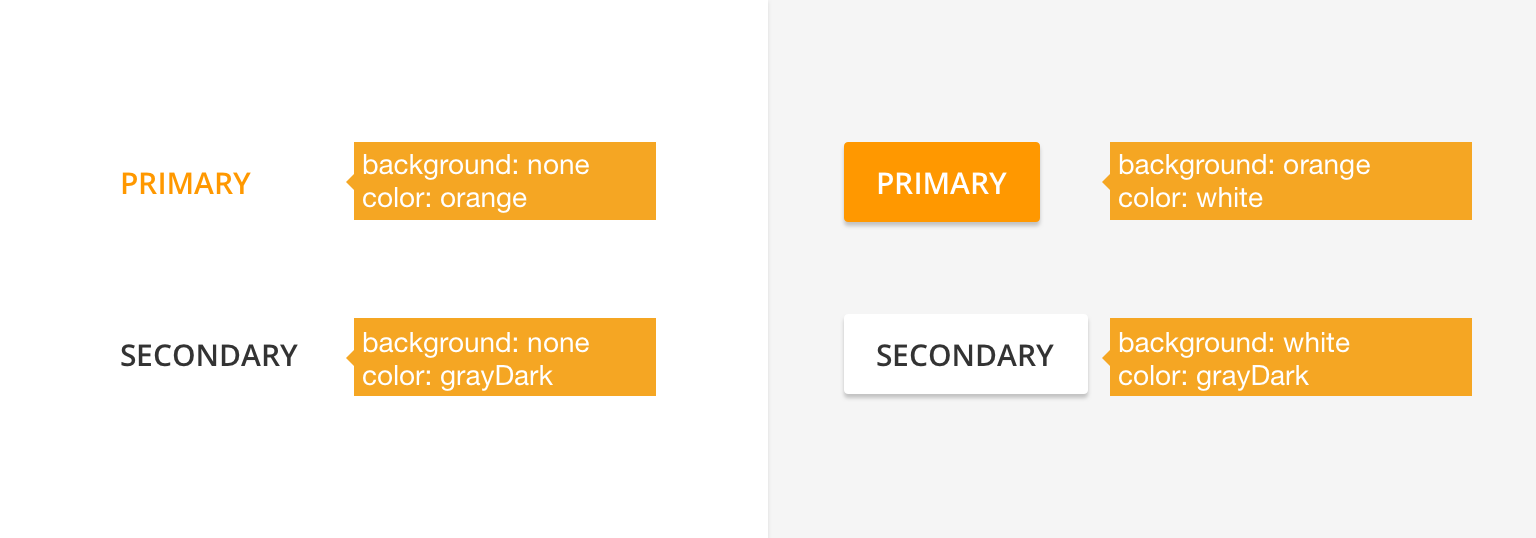 PRIMARY
background: none
color: orange
PRIMARY
background: orange
color: white
SECONDARY
background: none
color: grayDark
SECONDARY
background: white
color: grayDark